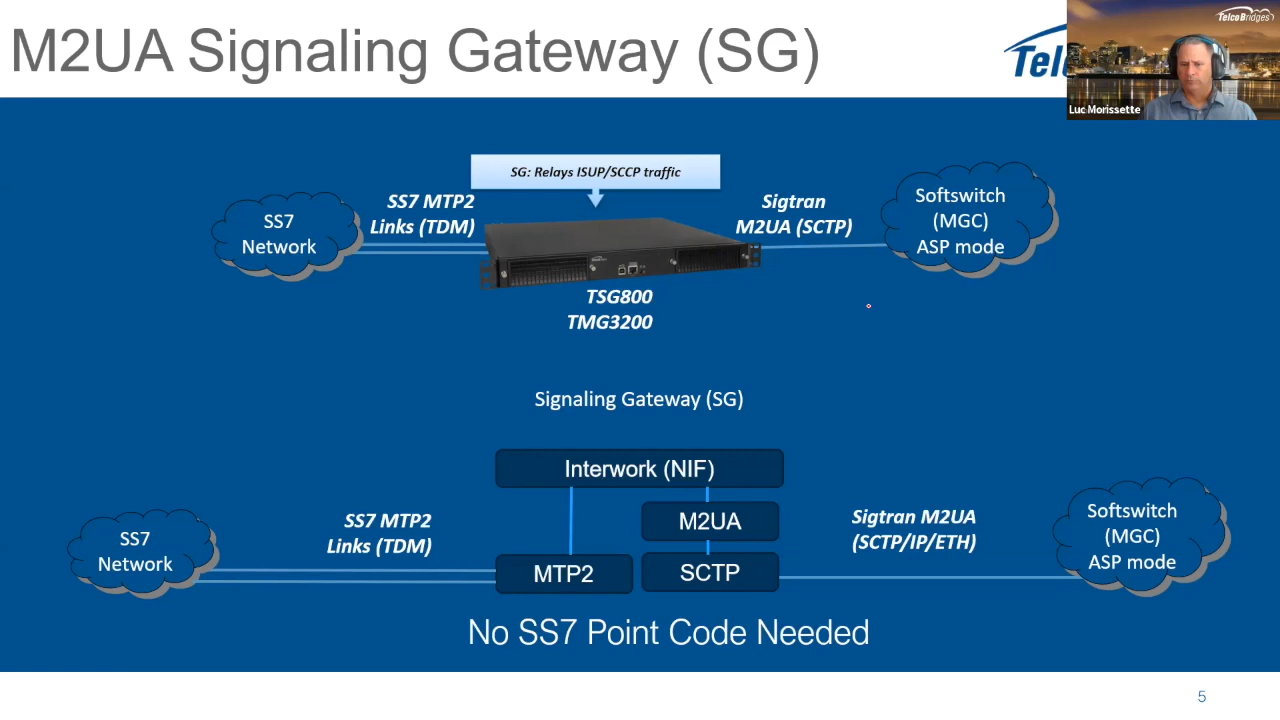 M2UA Signaling Gateway (SG)
TelcoBridges
Luc Morissette
SG: Relays ISUP/SCCP traffic
SS7
Network
SS7 MTP2
Links (TDM)
Sigtran
M2UA (SCTP)
Softswitch
(MGC)
ASP mode
TSG800
TMG3200
Signaling Gateway (SG)
Interwork (NIF)
M2UA
MTP2
SCTP
SS7
Network
SS7 MTP2
Links (TDM)
Sigtran M2UA
(SCTP/IP/ETH)
Softswitch
(MGC)
ASP mode
No SS7 Point Code Needed
5